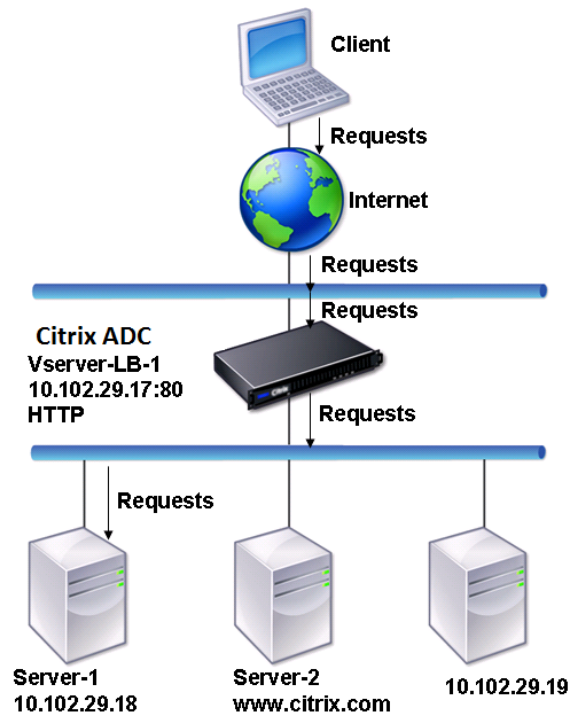 Client
Requests
Internet
Requests
Requests
Citrix ADC
Vserver-LB-1
10.102.29.17:80
HTTP
Citrix
Requests
Requests
Server-1
10.102.29.18
Server-2
www.citrix.com
10.102.29.19